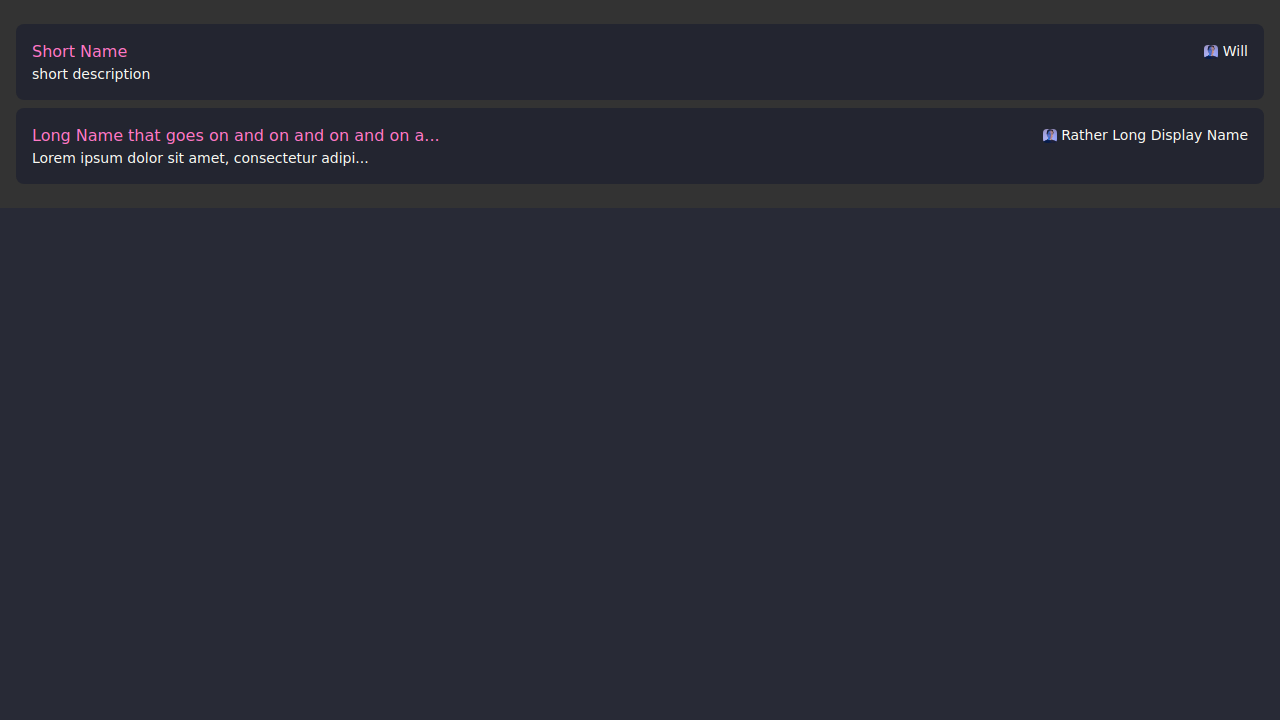 Short Name
Will
short description
Long Name that goes on and on and on and on a...
Rather Long Display Name
Lorem ipsum dolor sit amet, consectetur adipi...